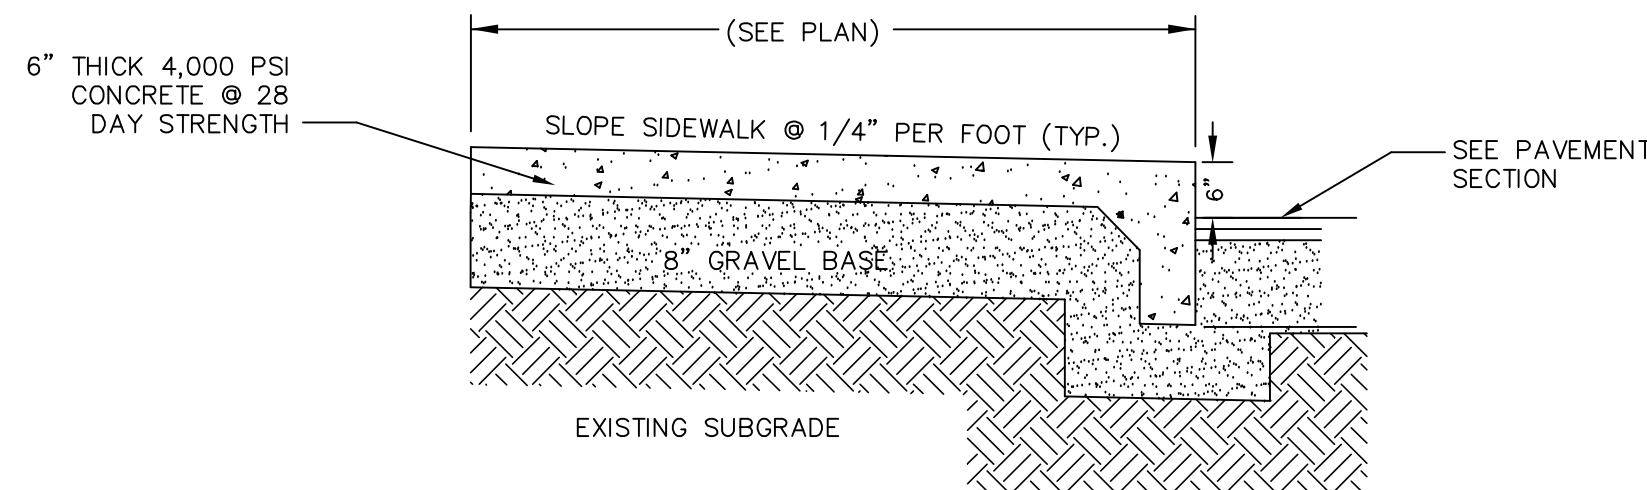 (SEE PLAN)
6” THICK 4,000 PSI
CONCRETE @ 28
DAY STRENGTH
SLOPE SIDEWALK @ 1/4” PER FOOT (TYP.)
SEE PAVEMENT
SECTION
6”
8” GRAVEL BASE
EXISTING SUBGRADE